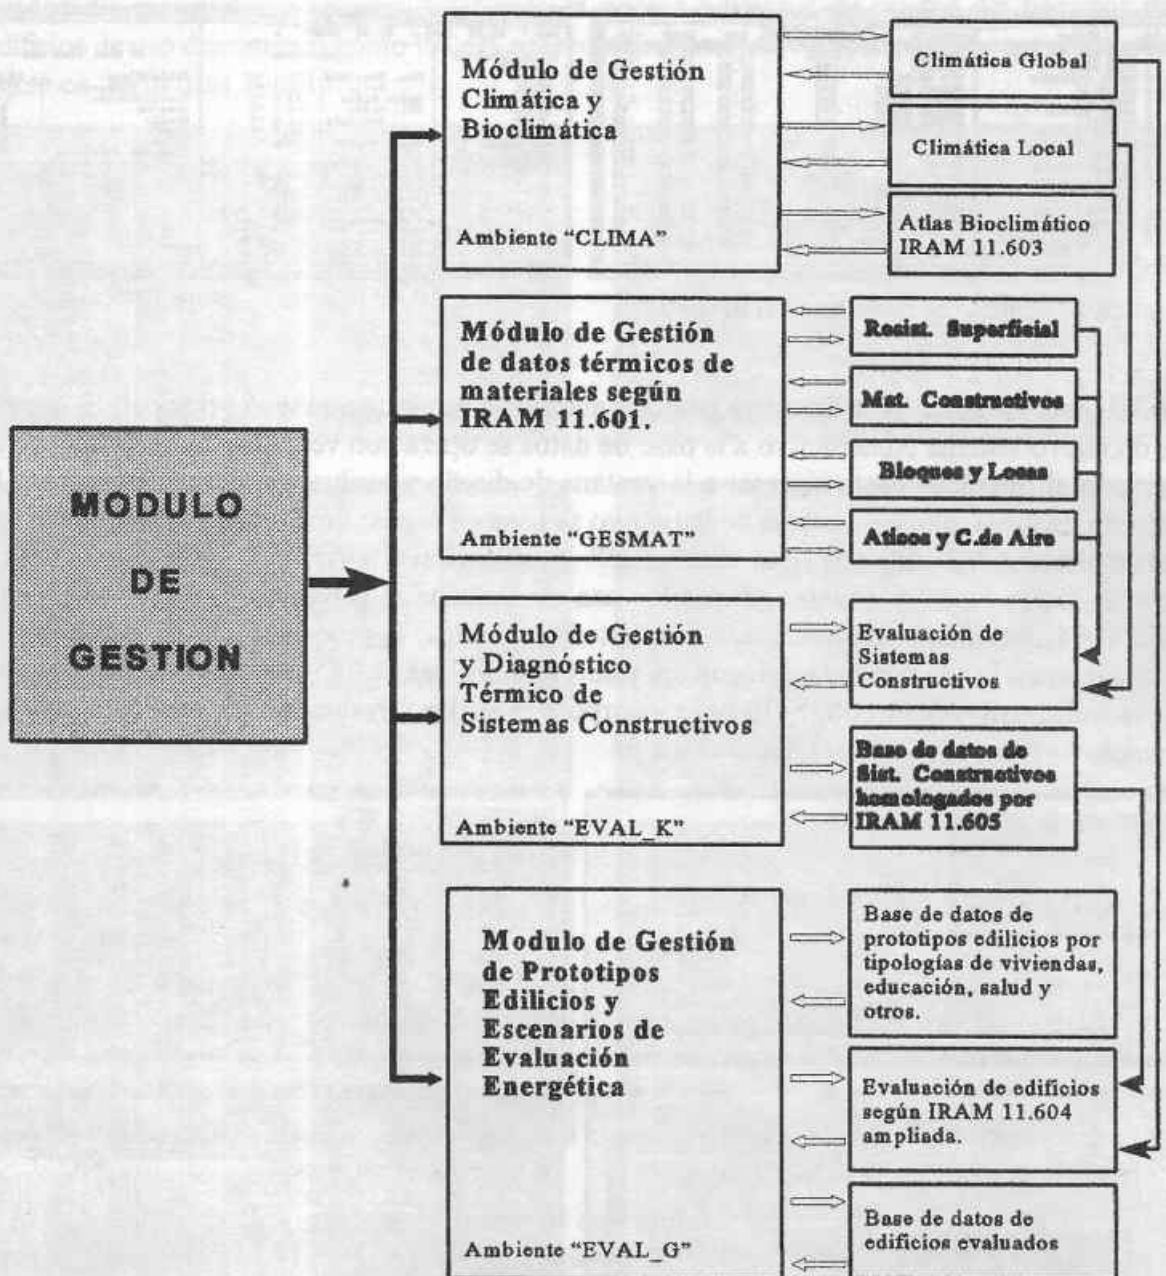 MODULO
DE
GESTION
Módulo de Gestión
Climática y
Bioclimática
Ambiente “CLIMA”
Climática Global
Climática Local
Atlas Bioclimático
IRAM 11.603
Módulo de Gestión
de datos térmicos de
materiales según
IRAM 11.601.
Ambiente “GESMAT”
Resist. Superficial
Mat. Constructivos
Bloques y Losas
Aticos y C.de Aire
Módulo de Gestión
y Diagnóstico
Térmico de
Sistemas Constructivos
Ambiente “EVAL_K”
Evaluación de
Sistemas
Constructivos
Base de datos de
Sist. Constructivos
homologados por
IRAM 11.605
Modulo de Gestión
de Prototipos
Edilicios y
Escenarios de
Evaluación
Energética
Ambiente “EVAL_G”
Base de datos de
prototipos edilicios por
tipologías de viviendas,
educación, salud y
otros.
Evaluación de edificios
según IRAM 11.604
ampliada.
Base de datos de
edificios evaluados